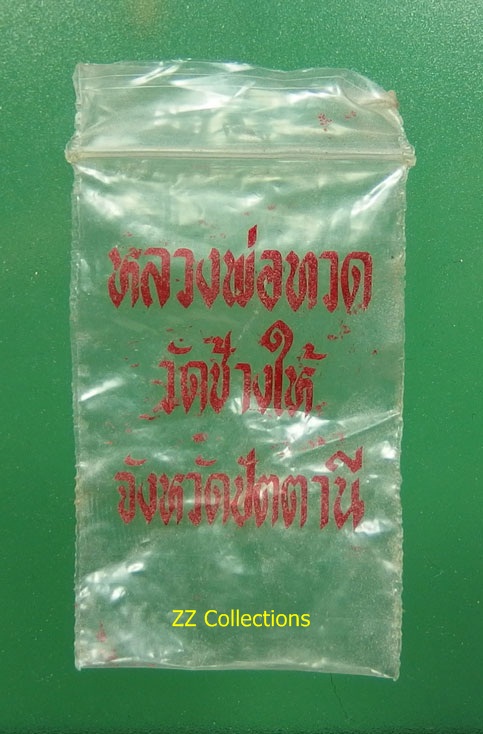 หลวงพ่อทวด
วัดช้างให้
จังหวัดปัตตานี
ZZ Collections